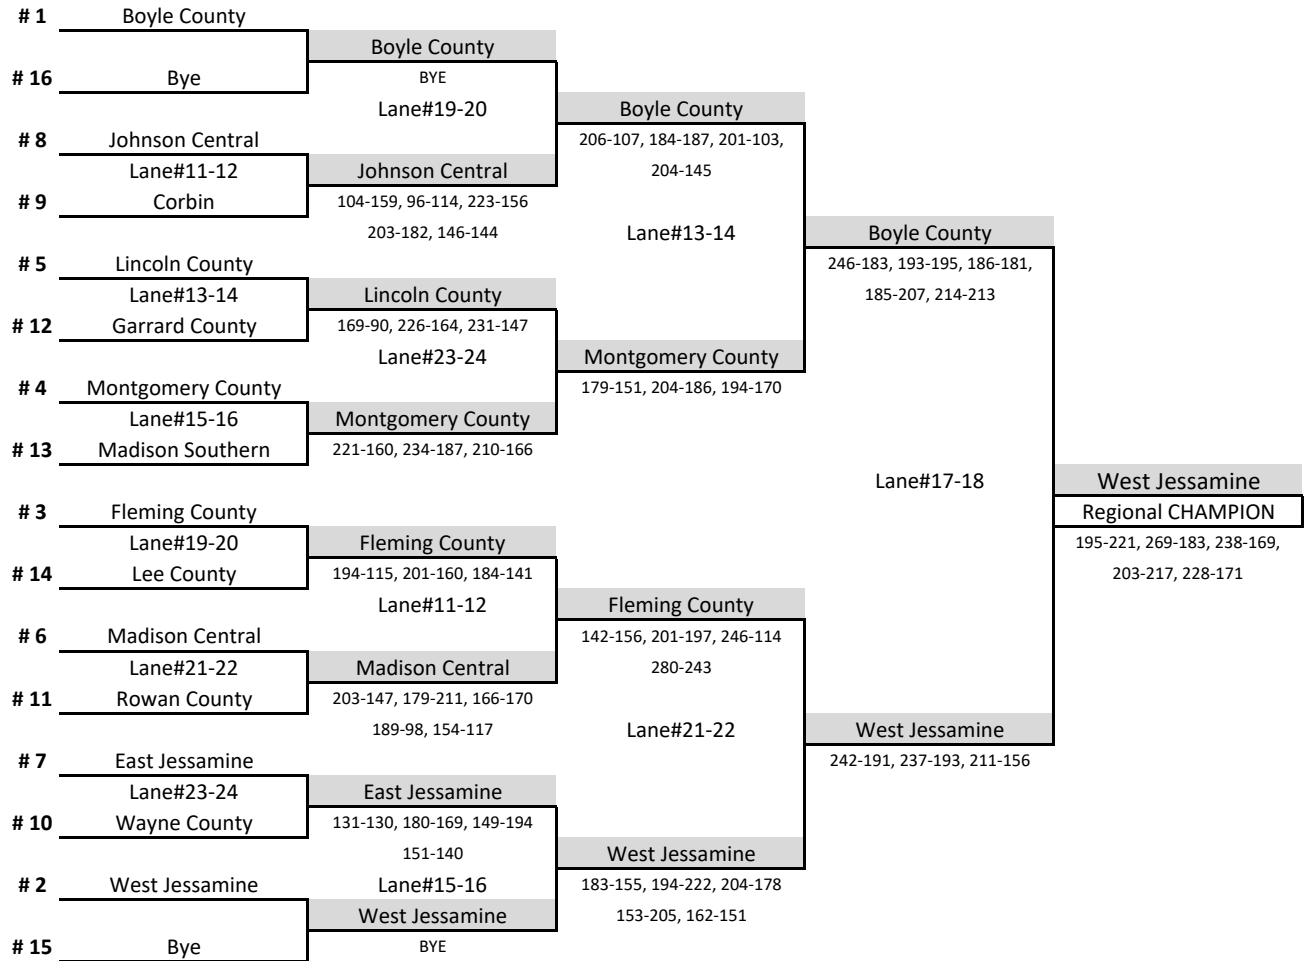 # 1 Boyle County
Boyle County
# 16 Bye
BYE
Lane#19-20
Boyle County
# 8 Johnson Central
206-107, 184-187, 201-103,
204-145
Lane#11-12
Johnson Central
# 9 Corbin
104-159, 96-114, 223-156
203-182, 146-144
Lane#13-14
Boyle County
# 5 Lincoln County
246-183, 193-195, 186-181,
185-207, 214-213
Lane#13-14
Lincoln County
# 12 Garrard County
169-90, 226-164, 231-147
Lane#23-24
Montgomery County
# 4 Montgomery County
179-151, 204-186, 194-170
Lane#15-16
Montgomery County
# 13 Madison Southern
221-160, 234-187, 210-166
Lane#17-18
West Jessamine
Regional CHAMPION
195-221, 269-183, 238-169,
203-217, 228-171
# 3 Fleming County
Lane#19-20
Fleming County
# 14 Lee County
194-115, 201-160, 184-141
Lane#11-12
Fleming County
# 6 Madison Central
142-156, 201-197, 246-114
280-243
Lane#21-22
Madison Central
# 11 Rowan County
203-147, 179-211, 166-170
189-98, 154-117
Lane#21-22
West Jessamine
242-191, 237-193, 211-156
# 7 East Jessamine
Lane#23-24
East Jessamine
# 10 Wayne County
131-130, 180-169, 149-194
151-140
West Jessamine
# 2 West Jessamine
Lane#15-16
183-155, 194-222, 204-178
153-205, 162-151
West Jessamine
# 15 Bye
BYE